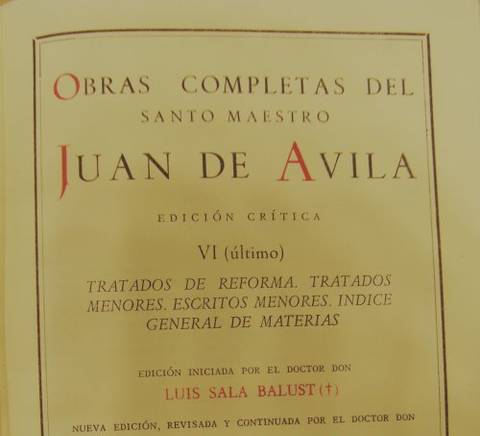 OBRAS COMPLETAS DEL
SANTO MAESTRO
JUAN DE AVILA
EDICIÓN CRÍTICA
VI (último)
TRATADOS DE REFORMA. TRATADOS
MENORES. ESCRITOS MENORES. INDICE
GENERAL DE MATERIAS
EDICIÓN INICIADA POR EL DOCTOR DON
LUIS SALA BALUST (†)
NUEVA EDICIÓN, REVISADA Y CONTINUADA POR EL DOCTOR DON